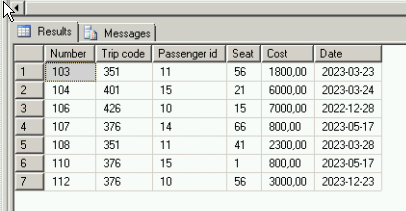 Results Messages
Number Trip code Passenger id Seat Cost Date
1 103 351 11 56 1800,00 2023-03-23
2 104 401 15 21 6000,00 2023-03-24
3 106 426 10 15 7000,00 2022-12-28
4 107 376 14 66 800,00 2023-05-17
5 108 351 11 41 2300,00 2023-03-28
6 110 376 15 1 800,00 2023-05-17
7 112 376 10 56 3000,00 2023-12-23